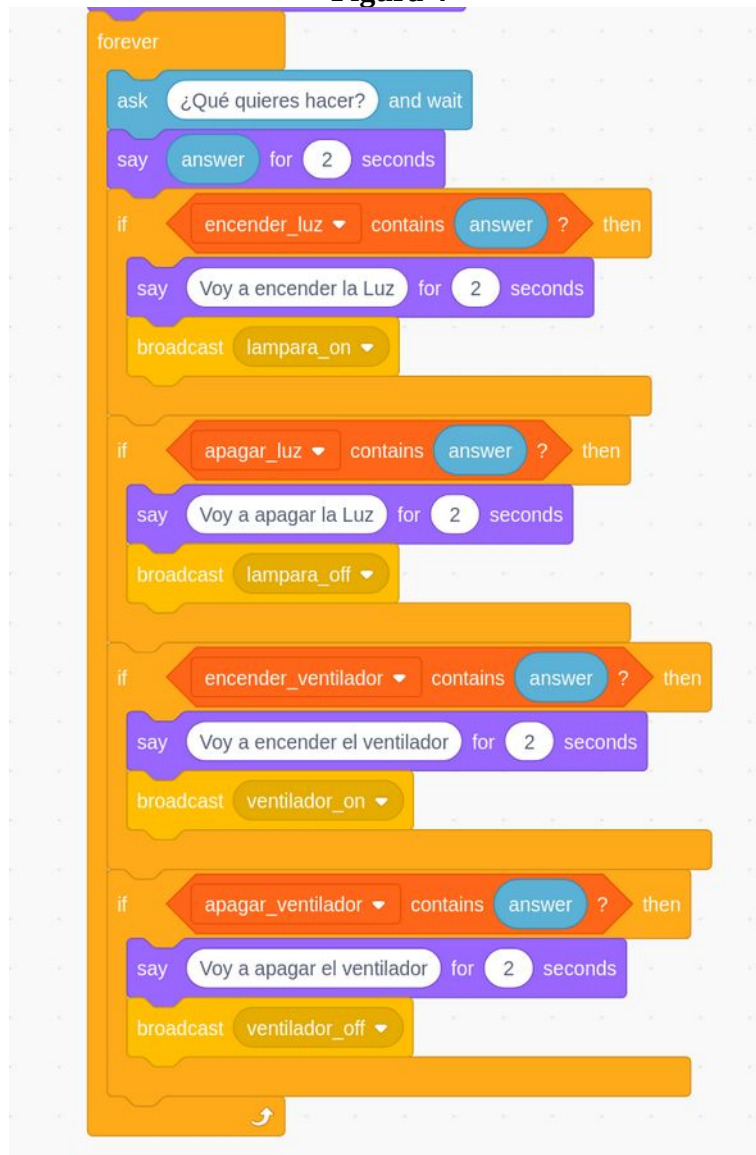 forever
ask ¿Qué quieres hacer? and wait
say answer for 2 seconds
if encender_luz contains answer ? then
say Voy a encender la Luz for 2 seconds
broadcast lampara_on
if apagar_luz contains answer ? then
say Voy a apagar la Luz for 2 seconds
broadcast lampara_off
if encender_ventilador contains answer ? then
say Voy a encender el ventilador for 2 seconds
broadcast ventilador_on
if apagar_ventilador contains answer ? then
say Voy a apagar el ventilador for 2 seconds
broadcast ventilador_off